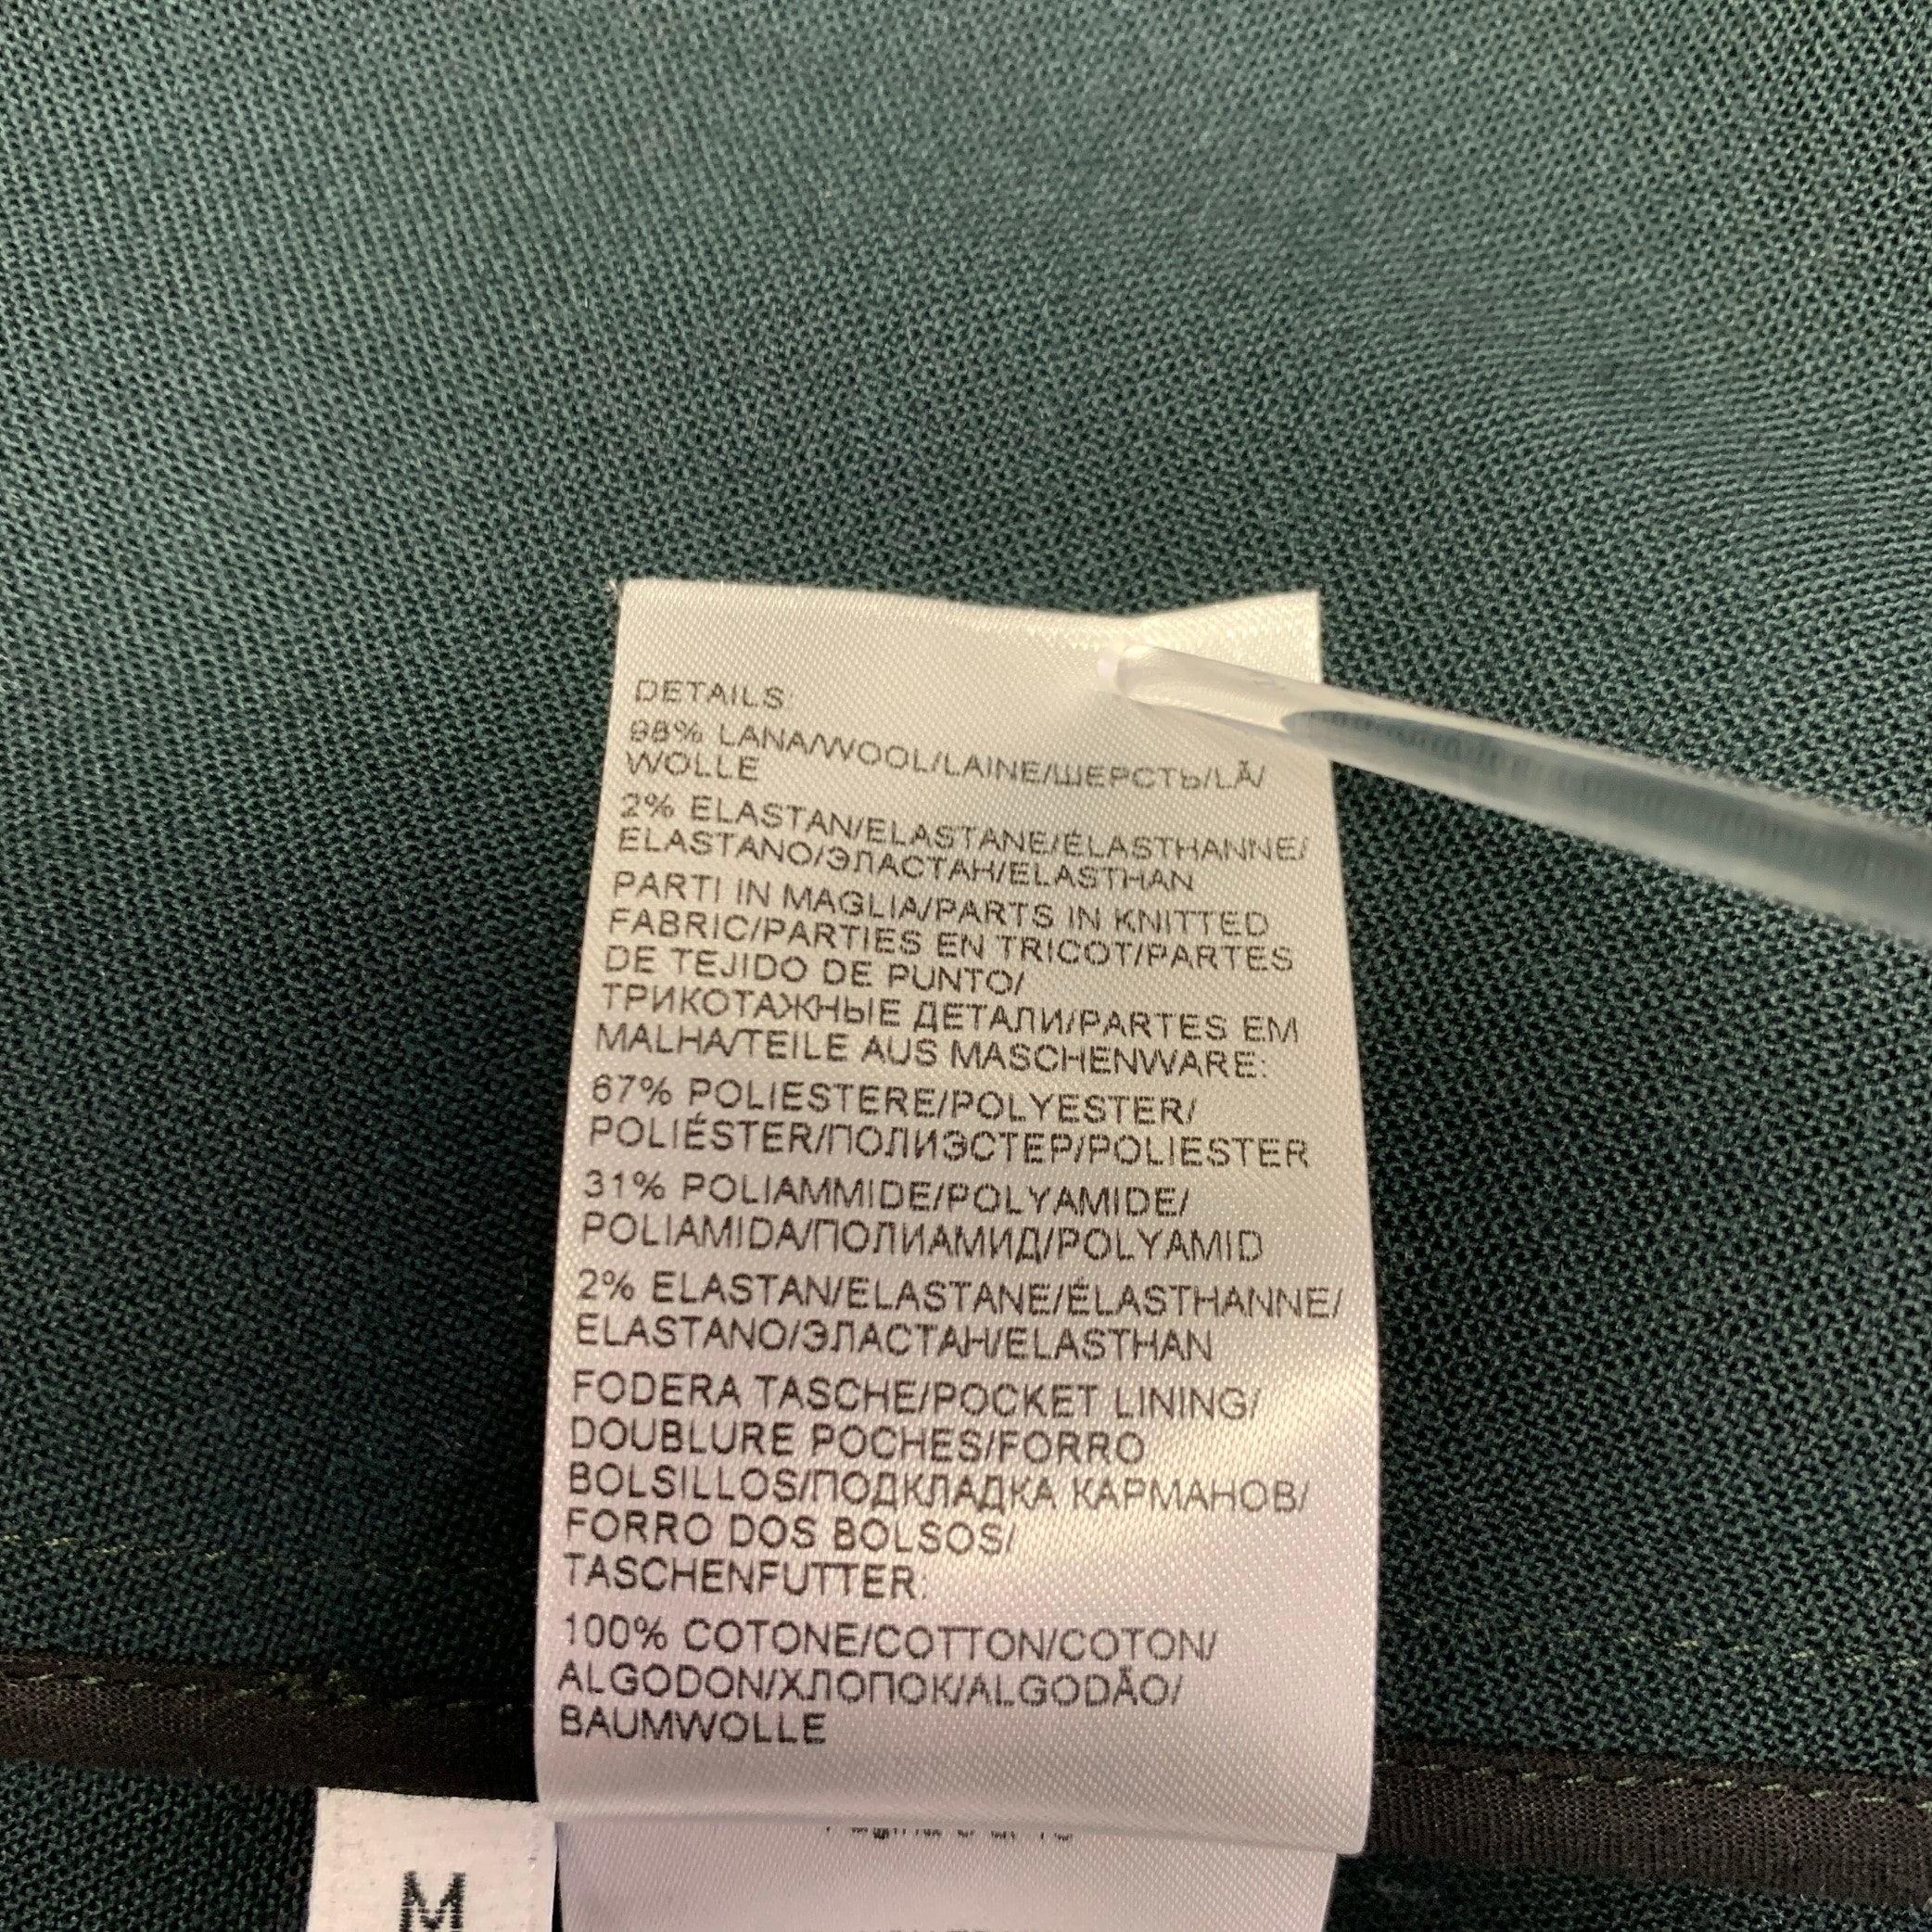 DETAILS:
98% LANA/WOOL/LAINE/ШЕРСТЬ/LÃ/
WOLLE
2% ELASTAN/ELASTANE/ÉLASTHANNE/
ELASTANO/ЭЛАСТАН/ELASTHAN
PARTI IN MAGLIA/PARTS IN KNITTED
FABRIC/PARTIES EN TRICOT/PARTES
DE TEJIDO DE PUNTO/
ТРИКОТАЖНЫЕ ДЕТАЛИ/PARTES EM
MALHA/TEILE AUS MASCHENWARE:
67% POLIESTERE/POLYESTER/
POLIÉSTER/ПОЛИЭСТЕР/POLIESTER
31% POLIAMMIDE/POLYAMIDE/
POLIAMIDA/ПОЛИАМИД/POLYAMID
2% ELASTAN/ELASTANE/ÉLASTHANNE/
ELASTANO/ЭЛАСТАН/ELASTHAN
FODERA TASCHE/POCKET LINING/
DOUBLURE POCHES/FORRO
BOLSILLOS/ПОДКЛАДКА КАРМАНОВ/
FORRO DOS BOLSOS/
TASCHENFUTTER:
100% COTONE/COTTON/COTON/
ALGODON/ХЛОПОК/ALGODÃO/
BAUMWOLLE
M